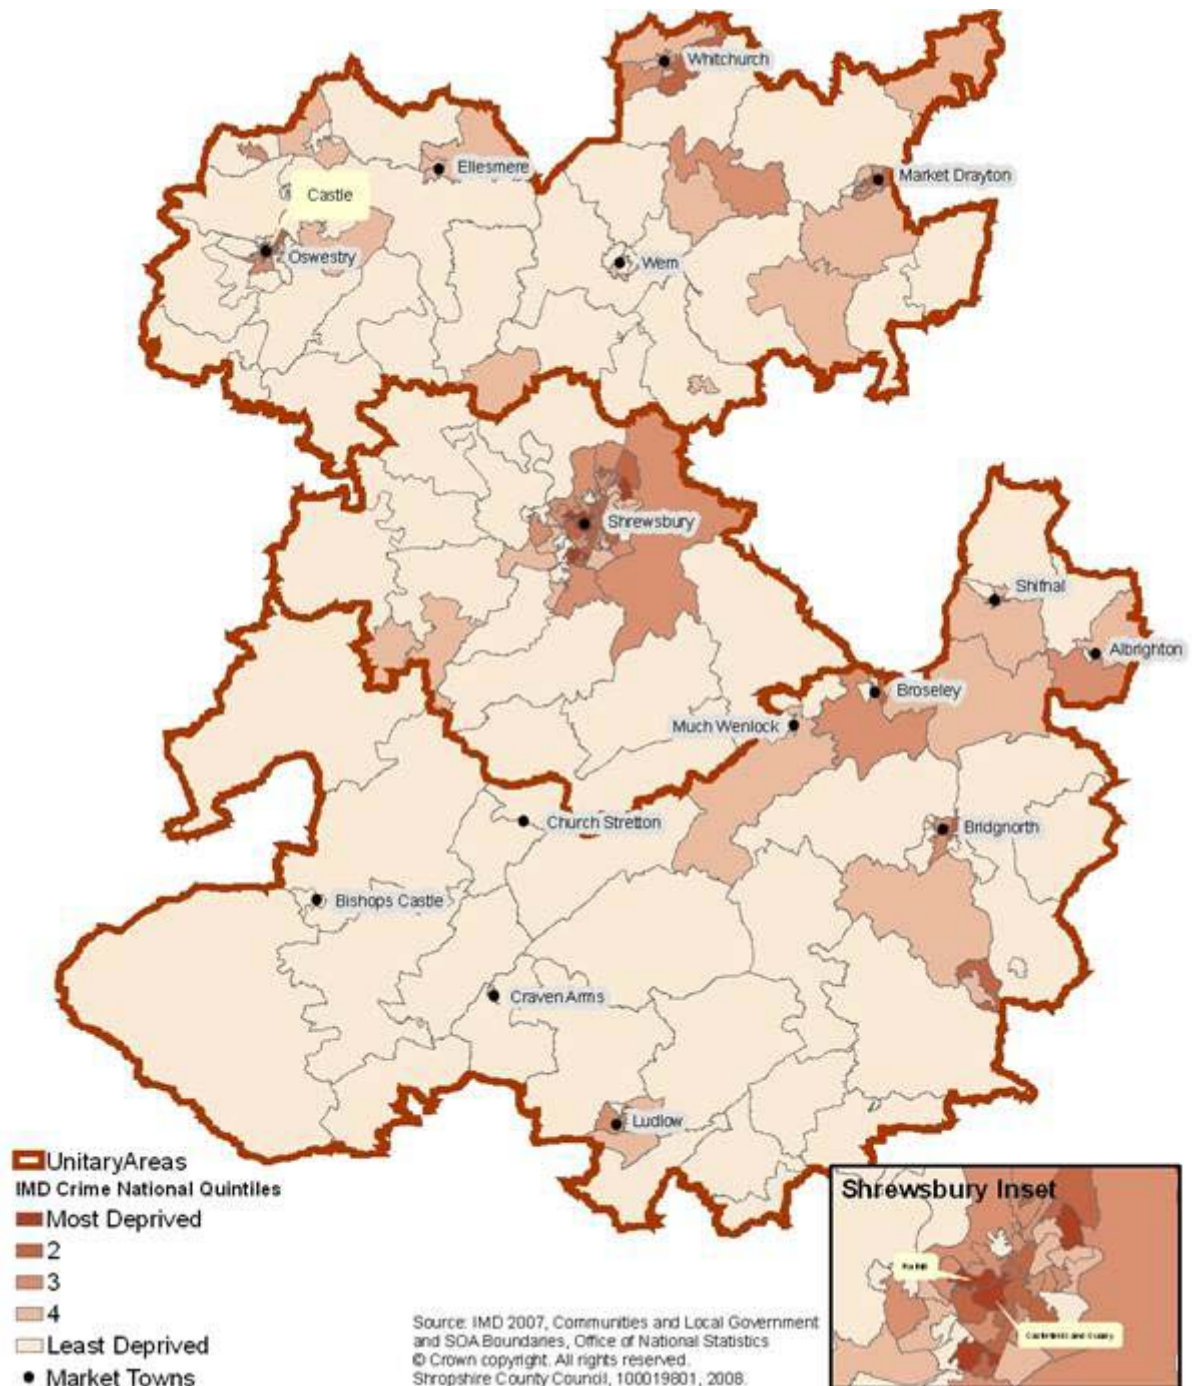 Whitchurch
Ellesmere
Market Drayton
Castle
Oswestry
Wem
Shrewsbury
Shifnal
Albrighton
Broseley
Much Wenlock
Church Stretton
Bridgnorth
Bishops Castle
Craven Arms
Ludlow
UnitaryAreas
IMD Crime National Quintiles
Most Deprived
2
3
4
Least Deprived
Market Towns
Source: IMD 2007, Communities and Local Government
and SOA Boundaries, Office of National Statistics
© Crown copyright. All rights reserved.
Shropshire County Council, 100019801, 2008.
Shrewsbury Inset